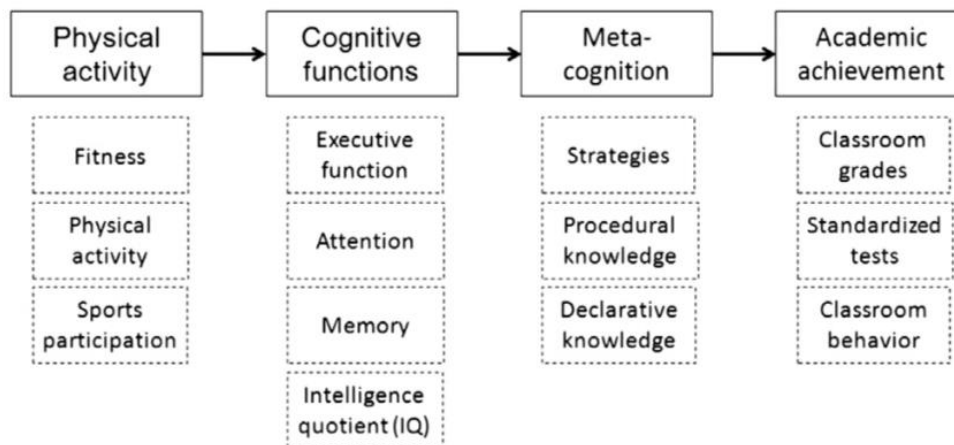 Physical
activity
Cognitive
functions
Meta-
cognition
Academic
achievement
Fitness
Physical
activity
Sports
participation
Executive
function
Attention
Memory
Intelligence
quotient (IQ)
Strategies
Procedural
knowledge
Declarative
knowledge
Classroom
grades
Standardized
tests
Classroom
behavior